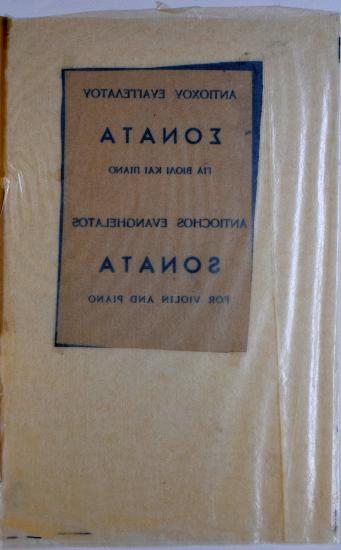 ΑΝΤΙΟΧΟΥ ΕΥΑΓΓΕΛΑΤΟΥ
ΣΟΝΑΤΑ
ΓΙΑ ΒΙΟΛΙ ΚΑΙ ΠΙΑΝΟ
ANTIOCHOS EVANGHELATOS
SONATA
FOR VIOLIN AND PIANO